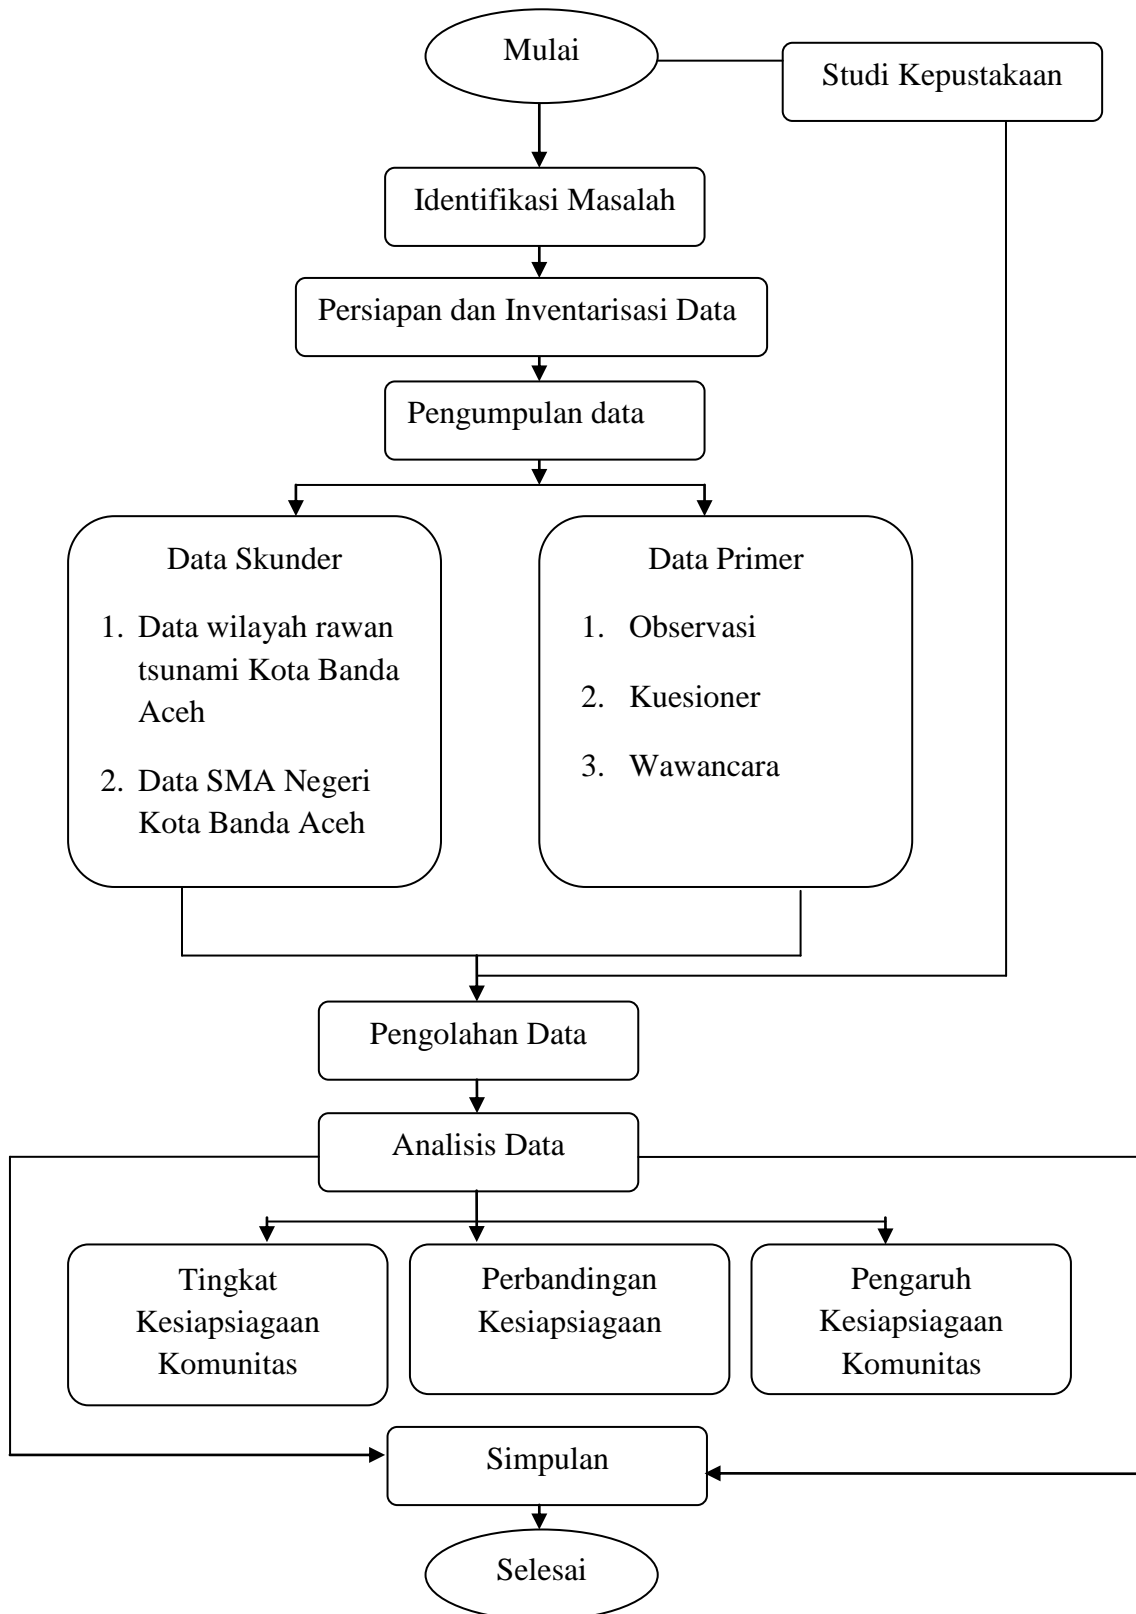 Mulai
Studi Kepustakaan
Identifikasi Masalah
Persiapan dan Inventarisasi Data
Pengumpulan data
Data Skunder
1. Data wilayah rawan
tsunami Kota Banda
Aceh
2. Data SMA Negeri
Kota Banda Aceh
Data Primer
1. Observasi
2. Kuesioner
3. Wawancara
Pengolahan Data
Analisis Data
Tingkat
Kesiapsiagaan
Komunitas
Perbandingan
Kesiapsiagaan
Pengaruh
Kesiapsiagaan
Komunitas
Simpulan
Selesai